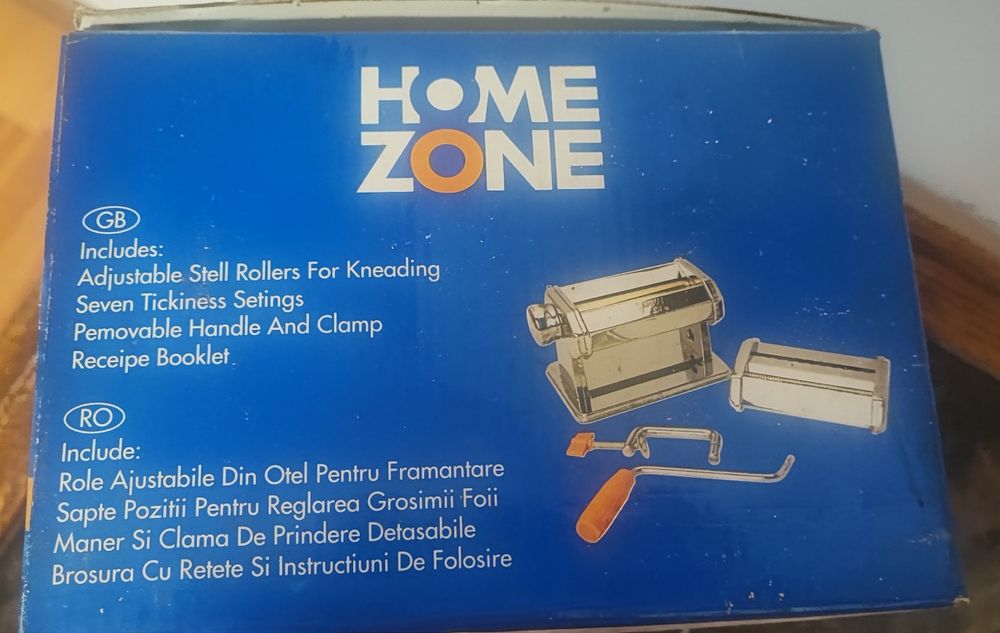 HOME
ZONE
GB
Includes:
Adjustable Stell Rollers For Kneading
Seven Tickiness Setings
Pemovable Handle And Clamp
Receipe Booklet
RO
Include:
Role Ajustabile Din Otel Pentru Framantare
Sapte Pozitii Pentru Reglarea Grosimii Foii
Maner Si Clama De Prindere Detasabile
Brosura Cu Retete Si Instructiuni De Folosire